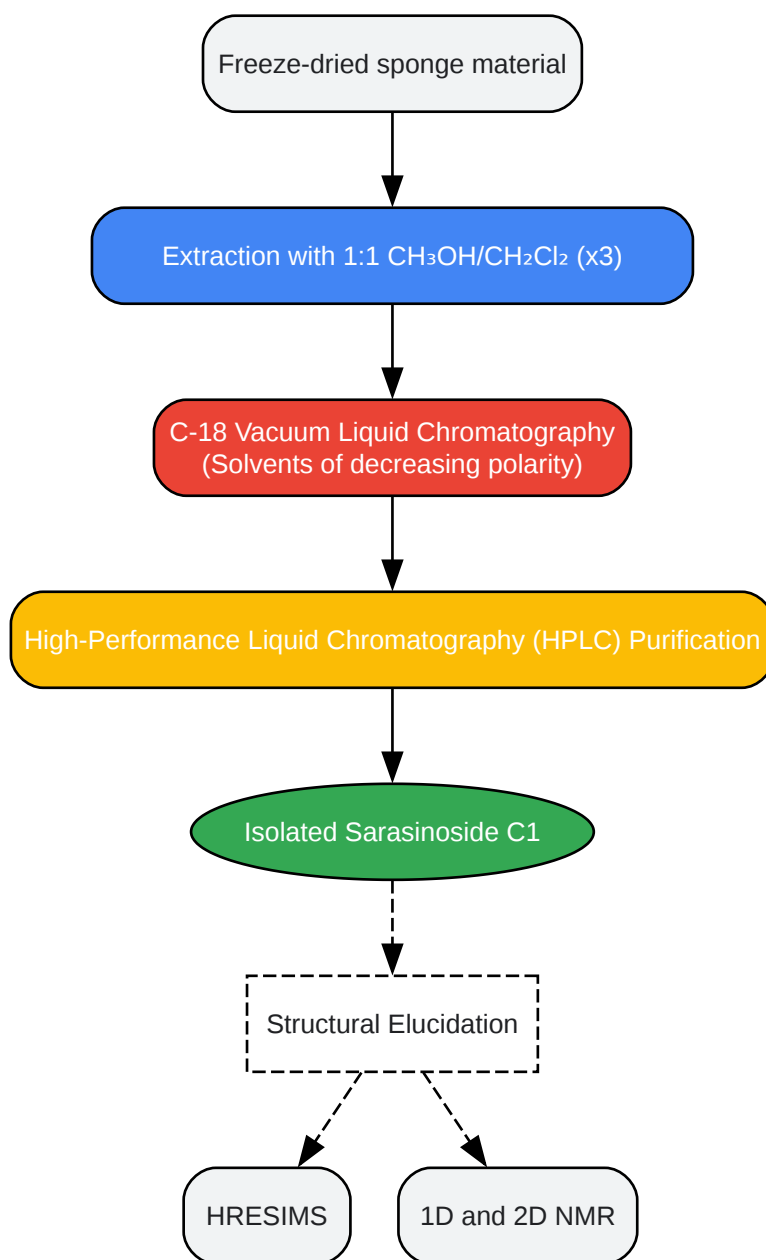 Freeze-dried sponge material
Extraction with 1:1 CH₃OH/CH₂Cl₂ (x3)
C-18 Vacuum Liquid Chromatography
(Solvents of decreasing polarity)
High-Performance Liquid Chromatography (HPLC) Purification
Isolated Sarasinoside C1
Structural Elucidation
HRESIMS
1D and 2D NMR